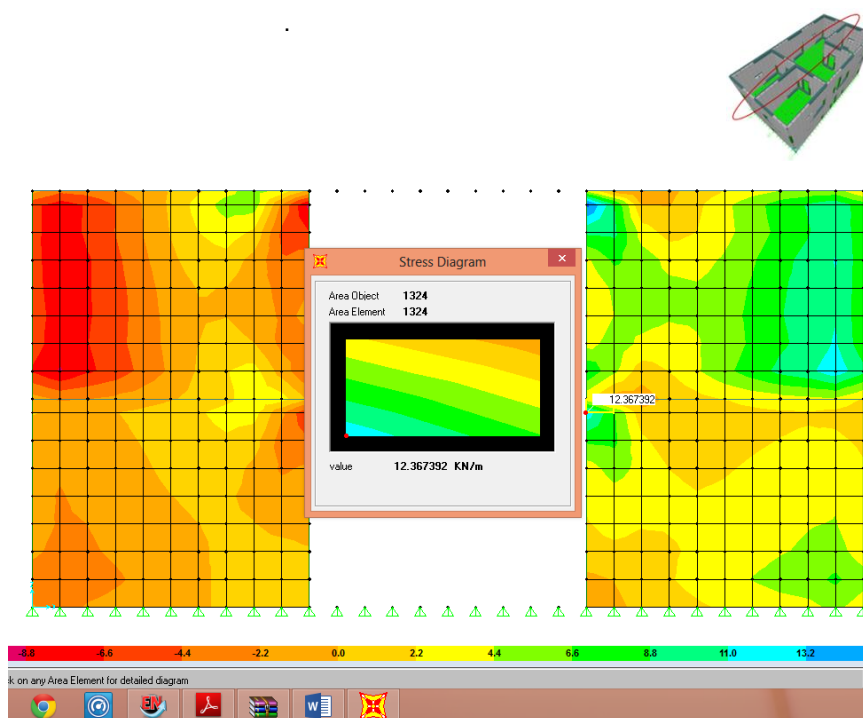 Stress Diagram
Area Object 1324
Area Element 1324
12.367392
value 12.367392 KN/m
-8.8 -6.6 -4.4 -2.2 0.0 2.2 4.4 6.6 8.8 11.0 13.2
k on any Area Element for detailed diagram
EN
W